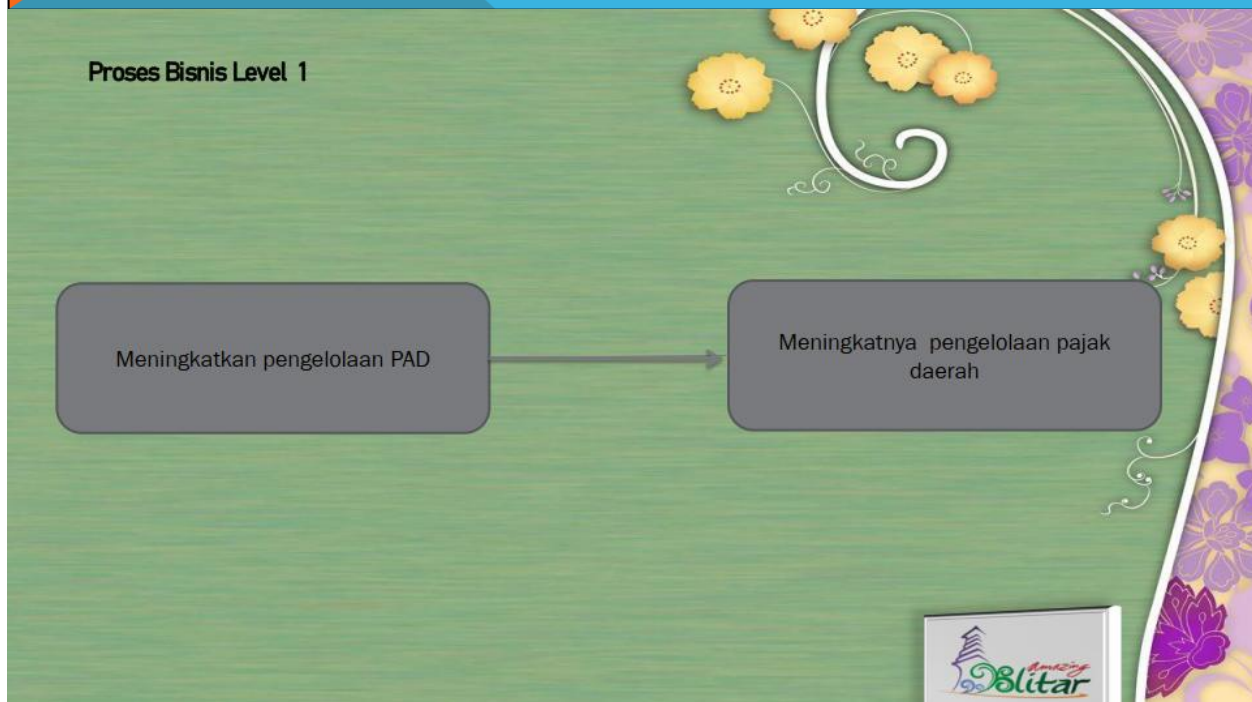 Proses Bisnis Level 1
Meningkatkan pengelolaan PAD
Meningkatnya pengelolaan pajak
daerah
amazing
Blitar